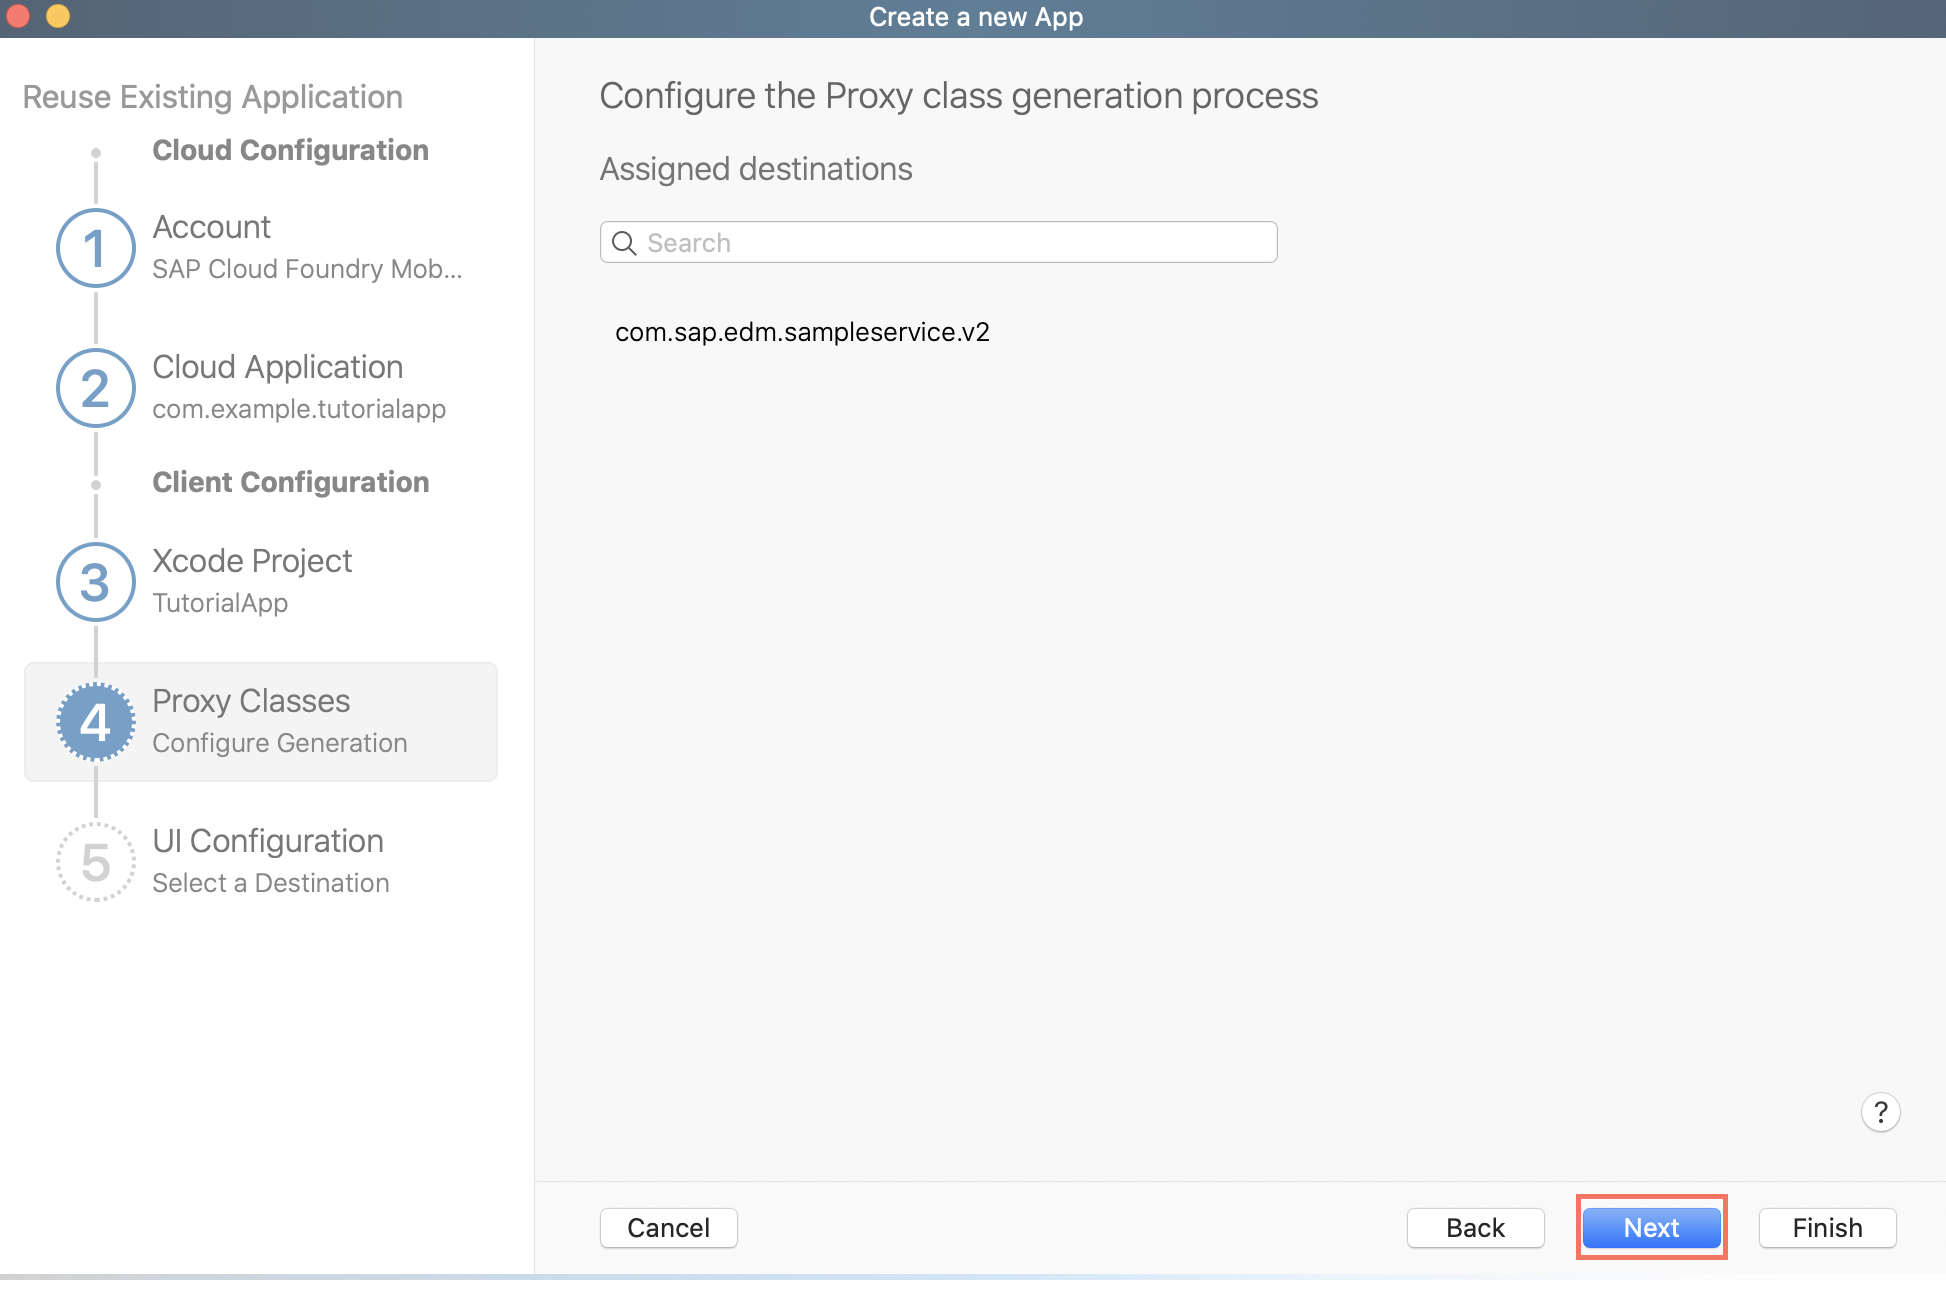 Create a new App
Reuse Existing Application
Cloud Configuration
1
Account
SAP Cloud Foundry Mob...
2
Cloud Application
com.example.tutorialapp
Client Configuration
3
Xcode Project
TutorialApp
4
Proxy Classes
Configure Generation
5
UI Configuration
Select a Destination
Configure the Proxy class generation process
Assigned destinations
Search
com.sap.edm.sampleservice.v2
?
Cancel
Back
Next
Finish